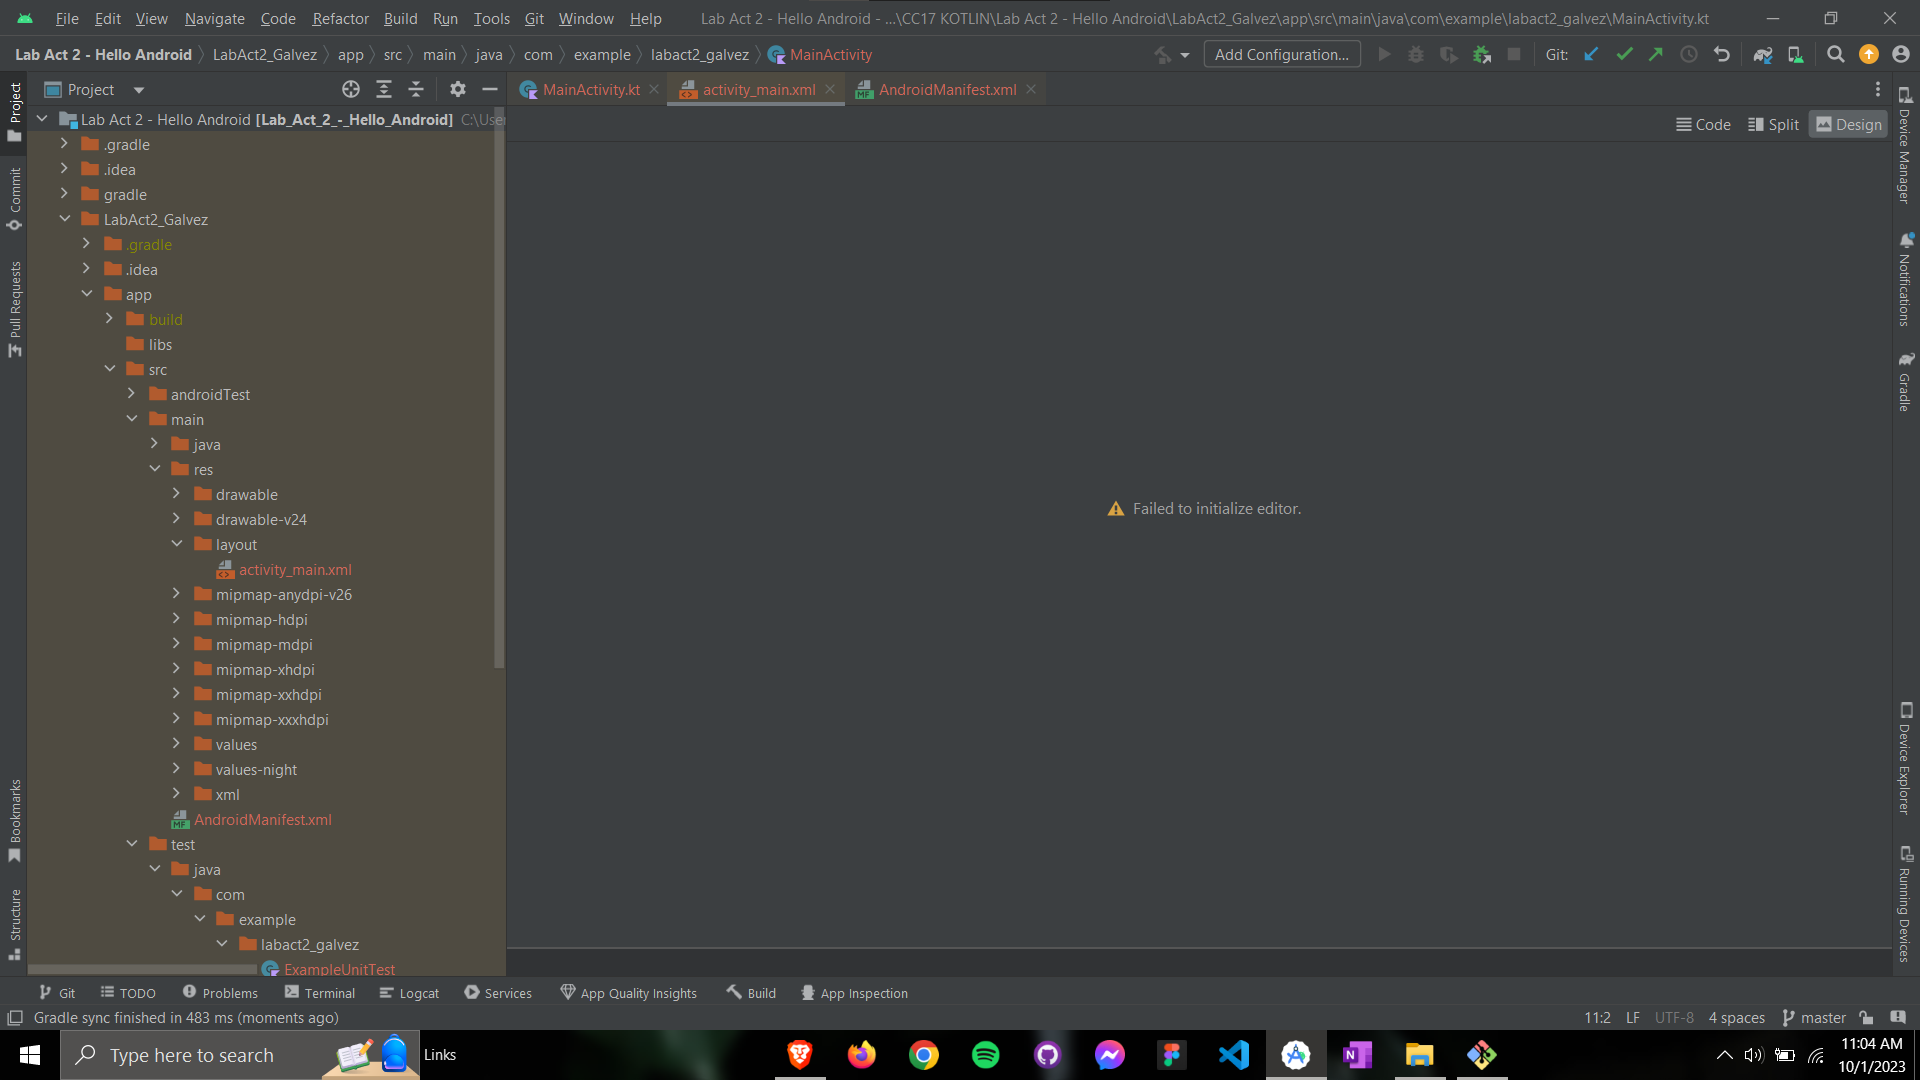 File Edit View Navigate Code Refactor Build Run Tools Git Window Help
Lab Act 2 - Hello Android - ...\CC17 KOTLIN\Lab Act 2 - Hello Android\LabAct2_Galvez\app\src\main\java\com\example\labact2_galvez\MainActivity.kt
Lab Act 2 - Hello Android LabAct2_Galvez app src main java com example labact2_galvez MainActivity
Add Configuration...
Git:
Project
MainActivity.kt
activity_main.xml
AndroidManifest.xml
Code Split Design
Project
Commit
Pull Requests
Bookmarks
Structure
Lab Act 2 - Hello Android [Lab_Act_2_-_Hello_Android] C:\User
.gradle
.idea
gradle
LabAct2_Galvez
.gradle
.idea
app
build
libs
src
androidTest
main
java
res
drawable
drawable-v24
layout
activity_main.xml
mipmap-anydpi-v26
mipmap-hdpi
mipmap-mdpi
mipmap-xhdpi
mipmap-xxhdpi
mipmap-xxxhdpi
values
values-night
xml
AndroidManifest.xml
test
java
com
example
labact2_galvez
ExampleUnitTest
Failed to initialize editor.
Device Manager
Notifications
Gradle
Device Explorer
Running Devices
Git TODO Problems Terminal Logcat Services App Quality Insights Build App Inspection
Gradle sync finished in 483 ms (moments ago)
11:2 LF UTF-8 4 spaces master
Type here to search
Links
11:04 AM
10/1/2023